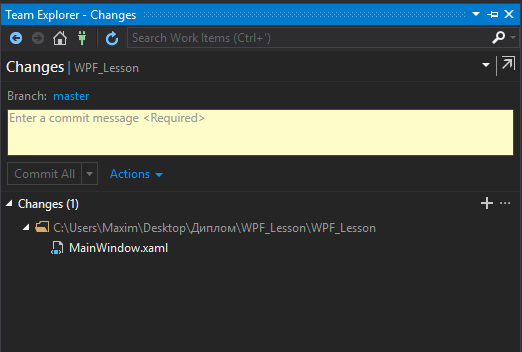 Team Explorer - Changes
Search Work Items (Ctrl+')
Changes | WPF_Lesson
Branch: master
Enter a commit message <Required>
Commit All Actions
Changes (1)
C:\Users\Maxim\Desktop\Диплом\WPF_Lesson\WPF_Lesson
MainWindow.xaml